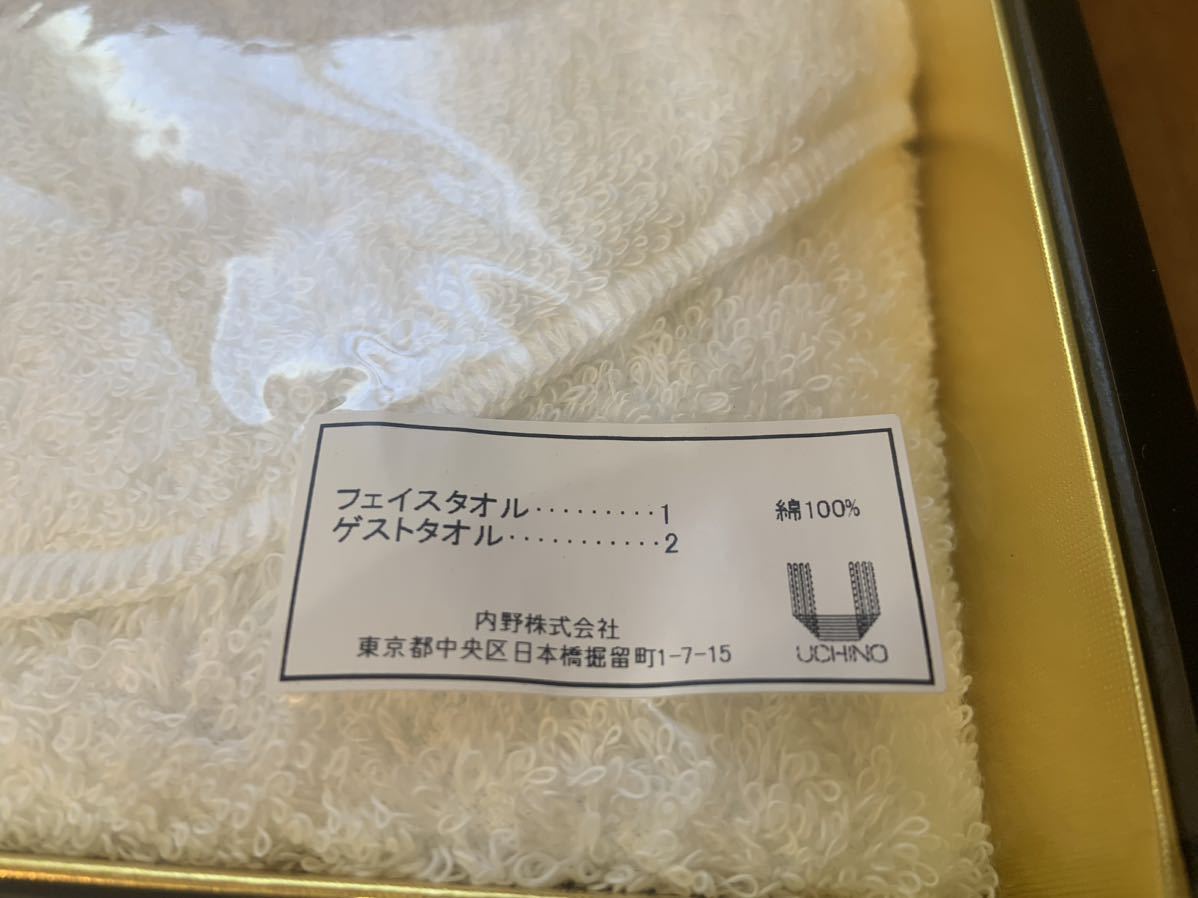 フェイスタオル·········1
ゲストタオル············2
綿100%
内野株式会社
東京都中央区日本橋掘留町1-7-15
UCHINO